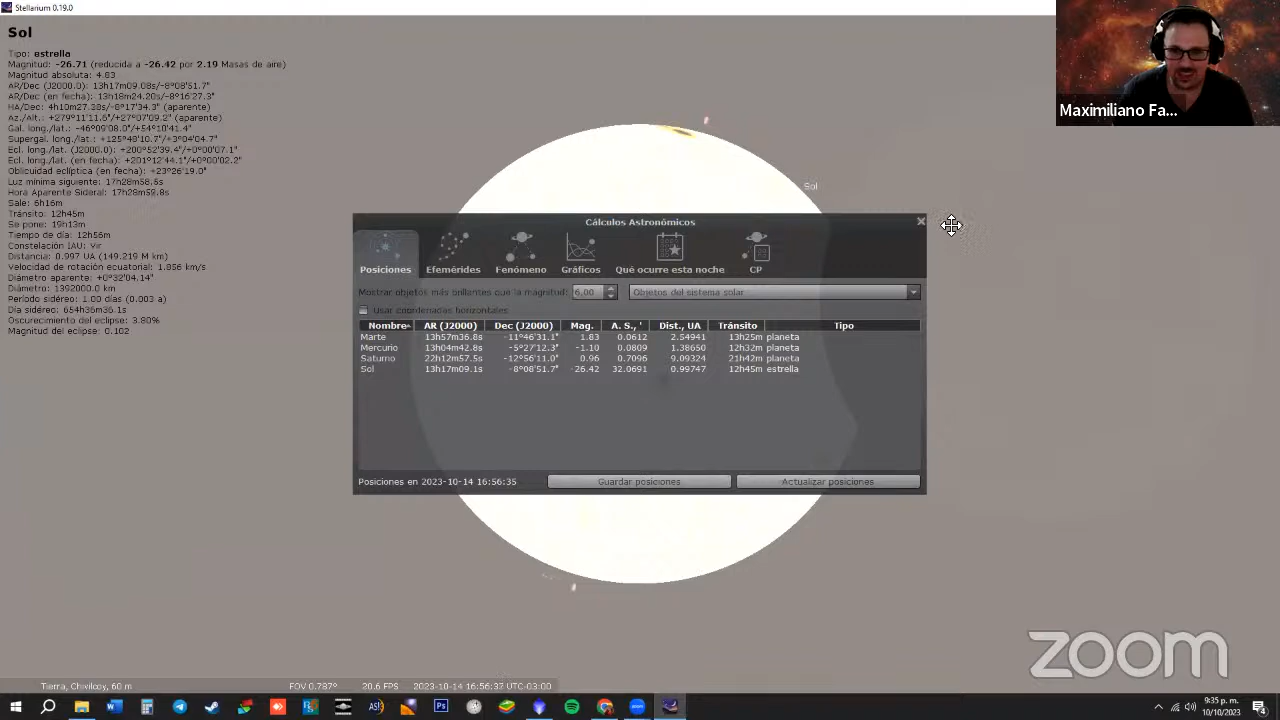 Stellarium 0.19.0
Sol
Tipo: estrella
Magnitud: -26.71 (reducida a -26.42 por 2.19 Masas de aire)
Magnitud absoluta: 4.83
AR/Dec (J2000.0): 13h17m09.08s/-8°08'51.7"
AR/Dec (en fecha): 13h18m24.20s/-8°16'27.3"
HA/Dec: 4h10m27.38s/-8°17'34.3" (aparente)
Az./Alt.: +279°11'11.6"/+27°07'09.2" (aparente)
Gal. long./lat.: -46°09'08.0"/+54°10'41.4"
Supergal. long./lat.: +125°48'10.7"/+3°04'04.7"
Ecl. long./lat. (J2000.0): +200°52'39.4"/+0°00'07.1"
Ecl. long./lat. (en fecha): +201°12'44.1"/+0°00'02.2"
Oblicuidad eclíptica (en fecha): +23°26'19.0"
Luz mínima siguiente: 17h28m58.5s
Hora Aparente Sideral: 17h28m59.8s
Sale: 6h16m
Tránsito: 12h45m
Se pone: 19h13m
Tiempo de día: 12h56m
Constelación IAU: Vir
Distancia: 0.997 UA (149.219 M km)
Velocidad de rotación ecuatorial: 1.856 km/s
Diámetro aparente: +0°32'04.14"
Diámetro: 1392000.0 km
Período sidéreo: 1.00 días (0.003 a)
Día sidéreo: 654h36m36.1s
Oscurecimiento del eclipse: 3.80%
Magnitud del eclipse: 0.102
Maximiliano Fa...
Sol
Cálculos Astronómicos
Posiciones Efemérides Fenómeno Gráficos Qué ocurre esta noche CP
Mostrar objetos más brillantes que la magnitud: 6,00 Objetos del sistema solar
Usar coordenadas horizontales
Nombre AR (J2000) Dec (J2000) Mag. A. S., ' Dist., UA Tránsito Tipo
Marte 13h57m36.8s -11°46'31.1" 1.83 0.0612 2.54941 13h25m planeta
Mercurio 13h04m42.8s -5°27'12.3" -1.10 0.0809 1.38650 12h32m planeta
Saturno 22h12m57.5s -12°56'11.0" 0.96 0.7096 9.09324 21h42m planeta
Sol 13h17m09.1s -8°08'51.7" -26.42 32.0691 0.99747 12h45m estrella
Posiciones en 2023-10-14 16:56:35 Guardar posiciones Actualizar posiciones
zoom
Tierra, Chivilcoy, 60 m FOV 0.787° 20.6 FPS 2023-10-14 16:56:37 UTC-03:00
9:35 p.m.
10/10/2023